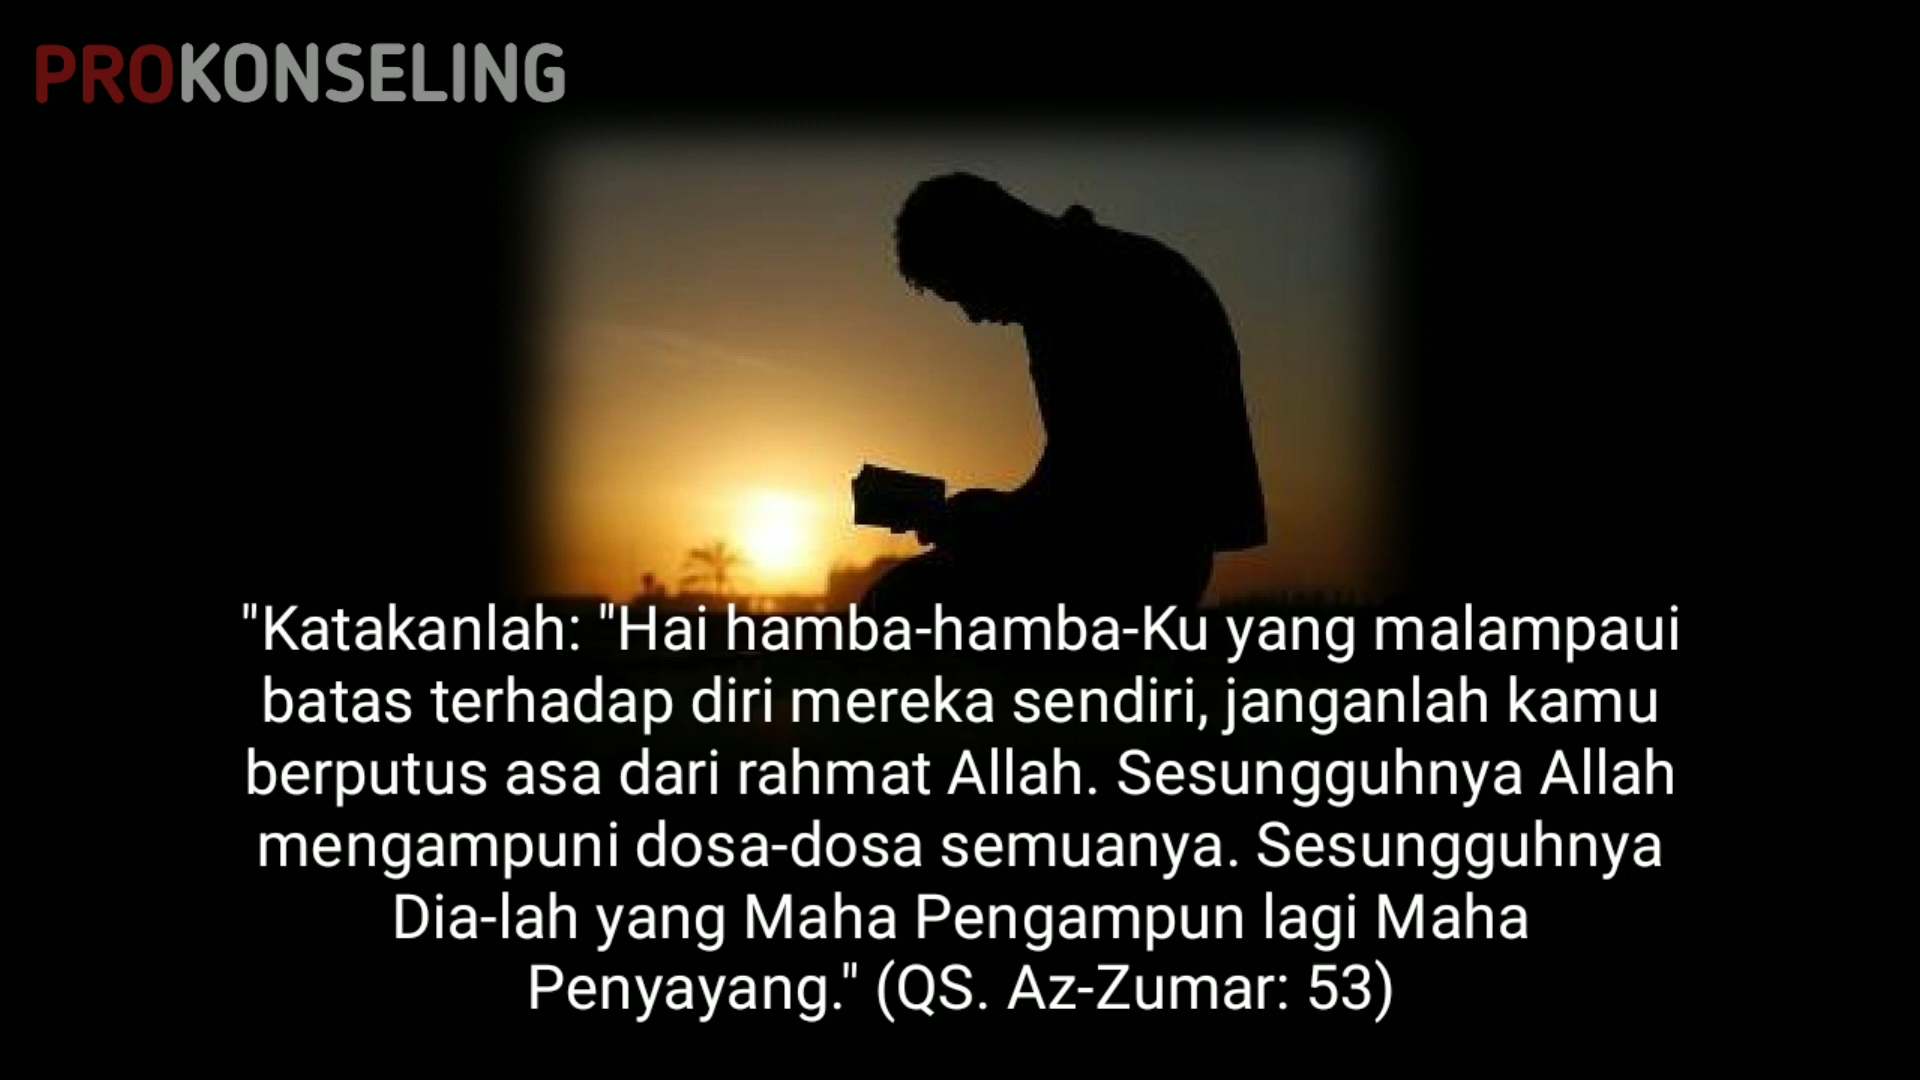 PROKONSELING
"Katakanlah: "Hai hamba-hamba-Ku yang malampaui
batas terhadap diri mereka sendiri, janganlah kamu
berputus asa dari rahmat Allah. Sesungguhnya Allah
mengampuni dosa-dosa semuanya. Sesungguhnya
Dia-lah yang Maha Pengampun lagi Maha
Penyayang." (QS. Az-Zumar: 53)